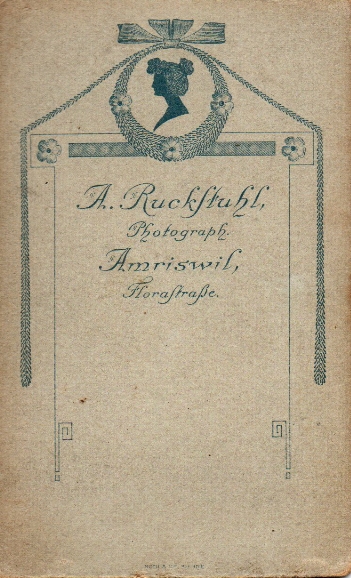 A. Ruckſtuhl,
Photograph.
Amriswil,
Floraſtraße.